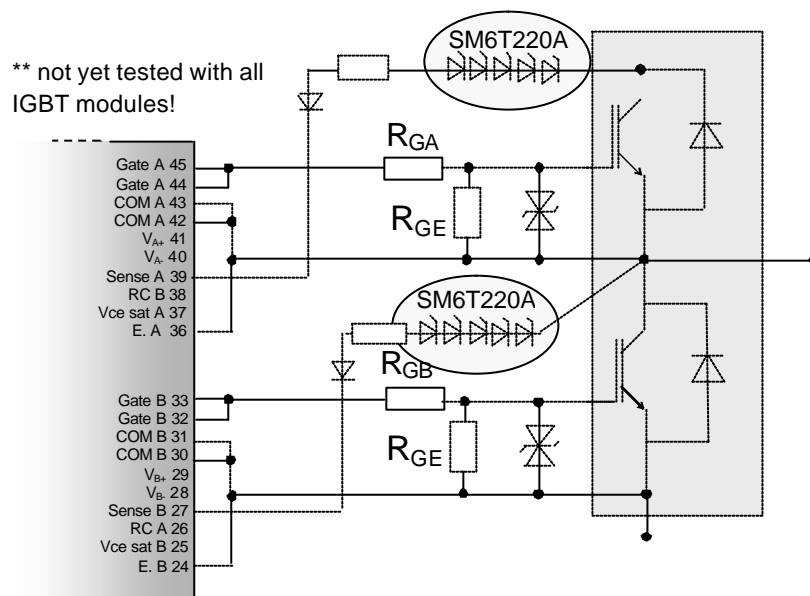 ** not yet tested with all
IGBT modules!
SM6T220A
Gate A 45
Gate A 44
COM A 43
COM A 42
VA+ 41
VA- 40
Sense A 39
RC B 38
Vce sat A 37
E. A 36
RGA
RGE
SM6T220A
RGB
Gate B 33
Gate B 32
COM B 31
COM B 30
VB+ 29
VB- 28
Sense B 27
RC A 26
Vce sat B 25
E. B 24
RGE